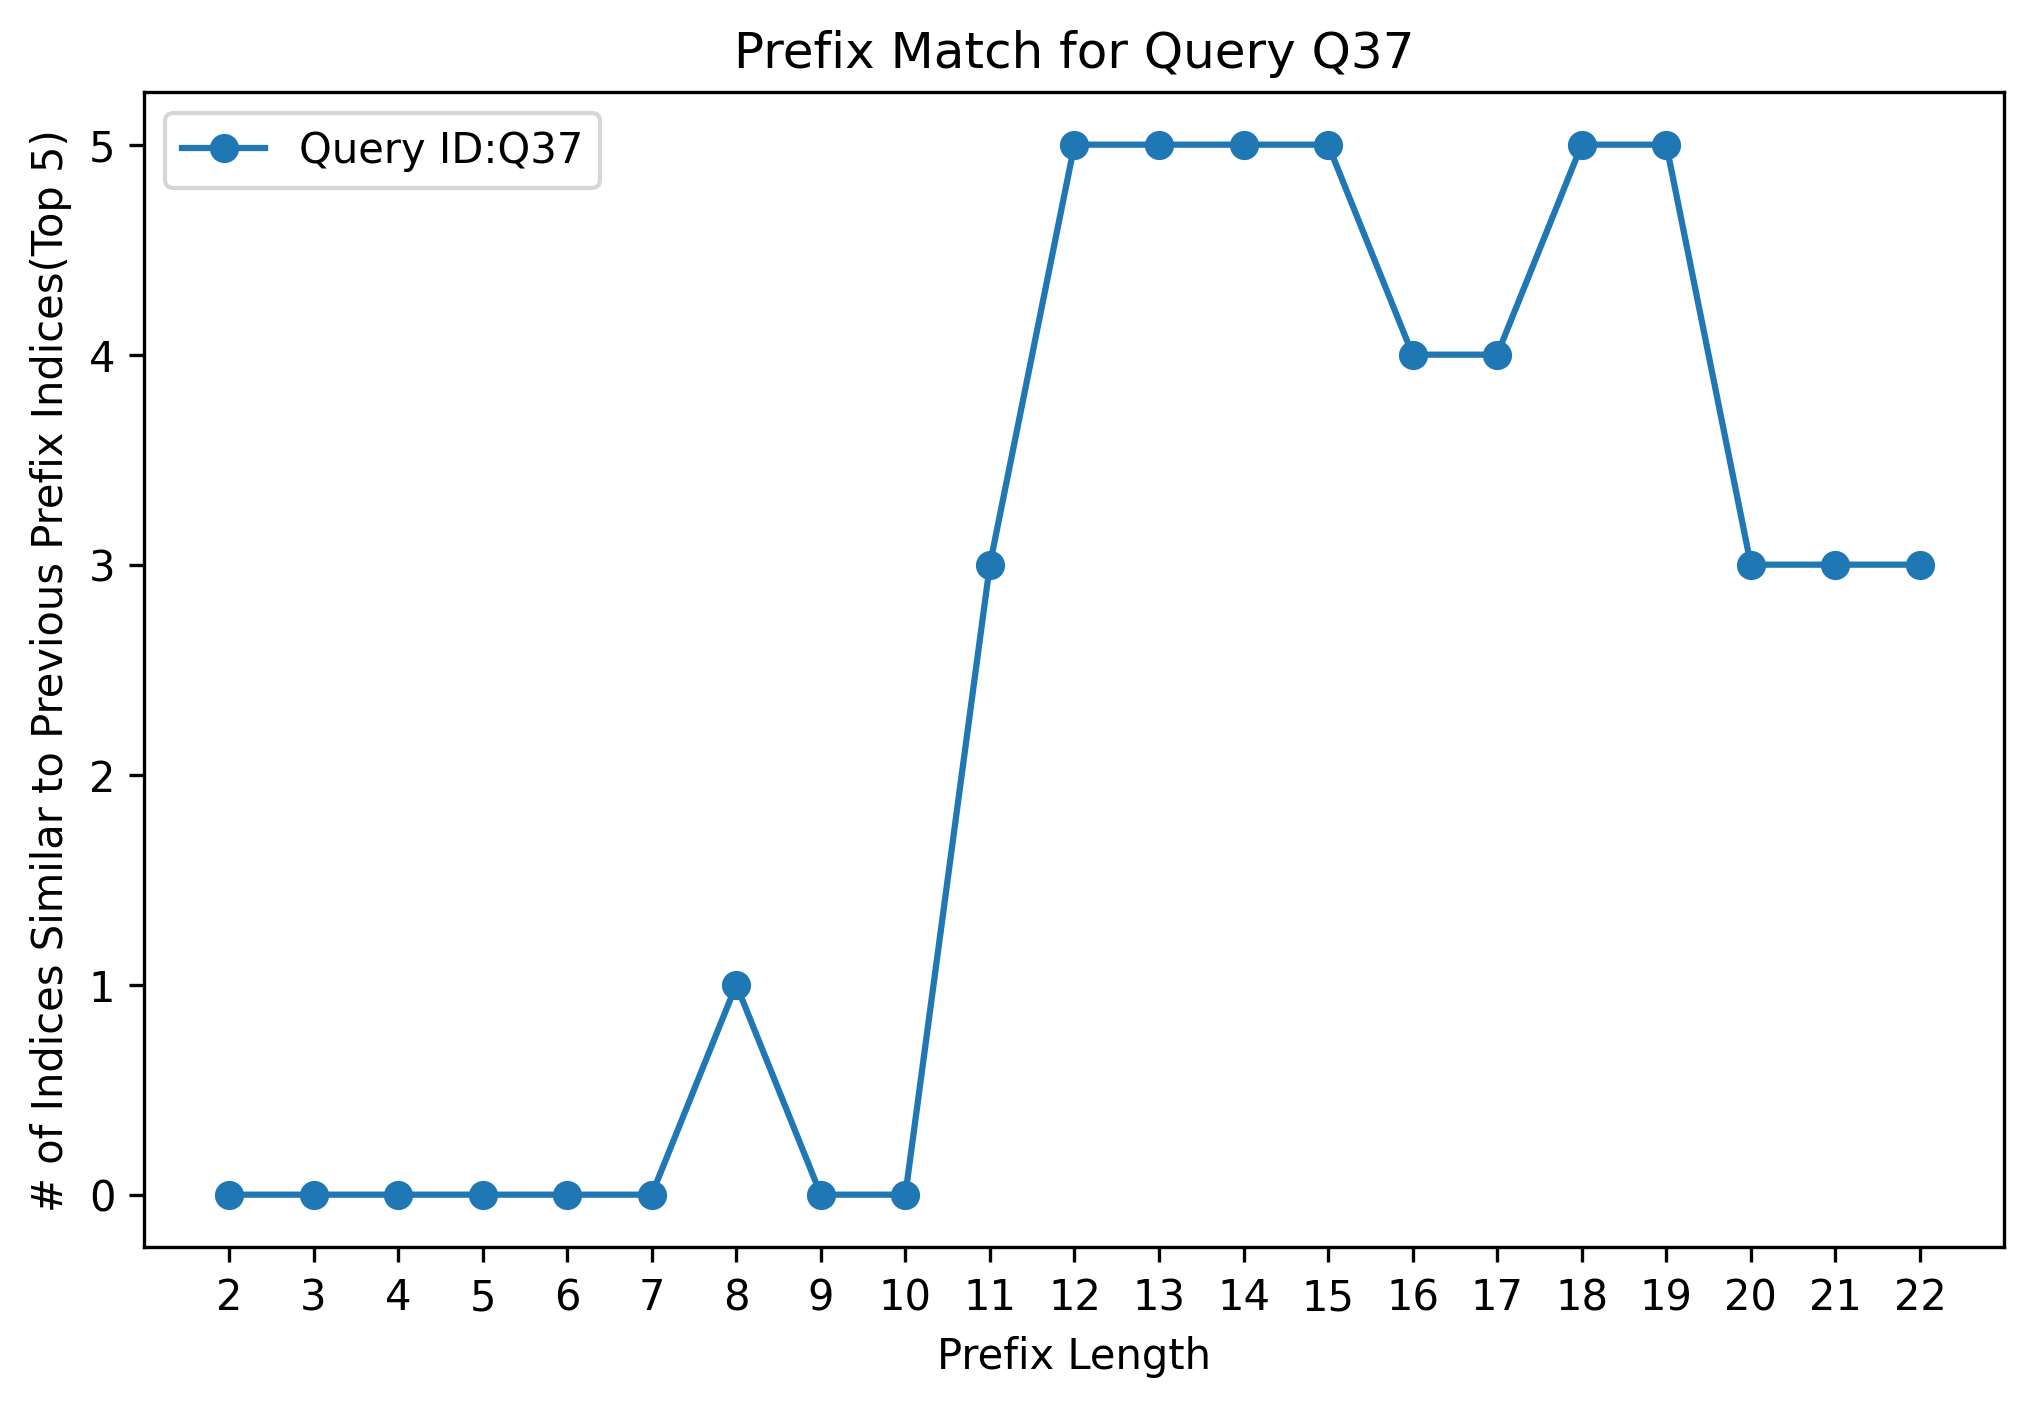 Prefix Match for Query Q37
Query ID:Q37
# of Indices Similar to Previous Prefix Indices(Top 5)
5
4
3
2
1
0
2 3 4 5 6 7 8 9 10 11 12 13 14 15 16 17 18 19 20 21 22
Prefix Length